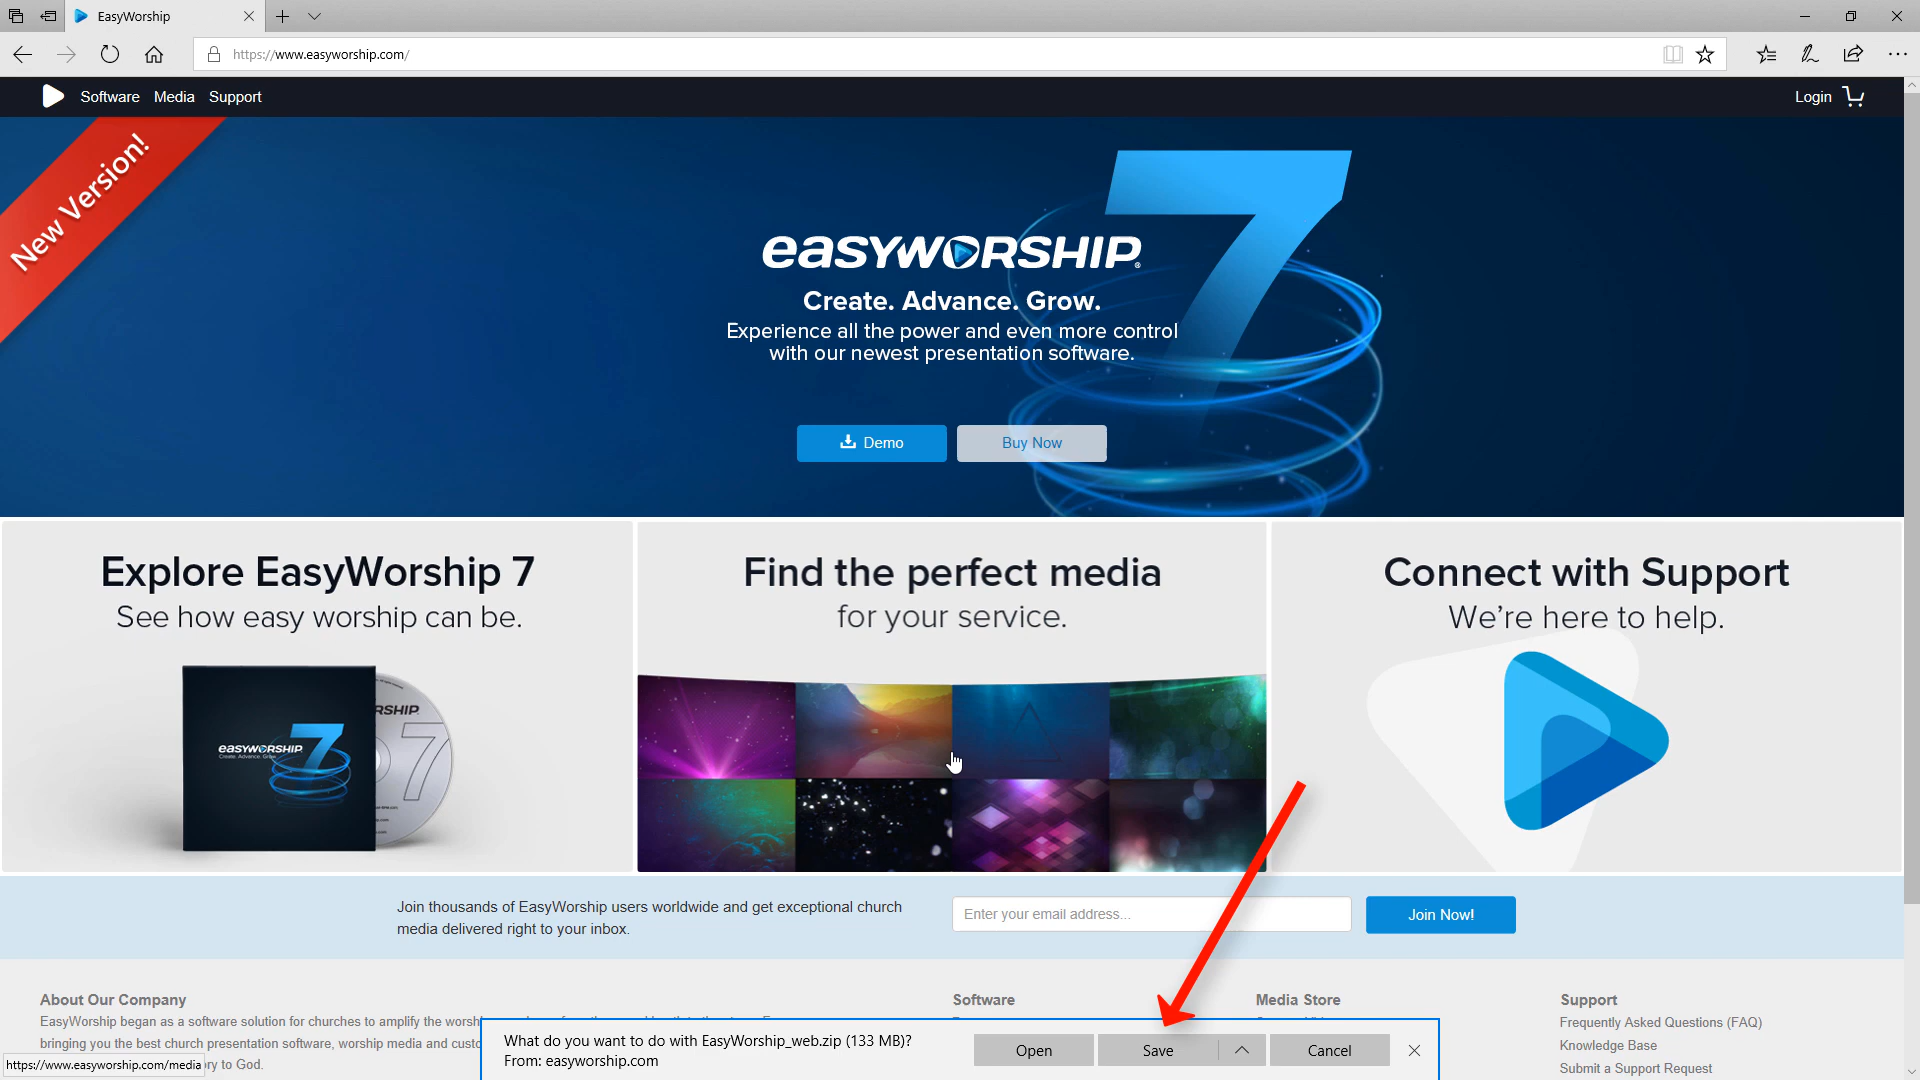 EasyWorship
https://www.easyworship.com/
Software Media Support
Login
New Version!
7
EASYWORSHIP®
Create. Advance. Grow.
Experience all the power and even more control
with our newest presentation software.
Demo
Buy Now
Explore EasyWorship 7
See how easy worship can be.
EASYWORSHIP 7
Create. Advance. Grow.
RSHIP
7
Find the perfect media
for your service.
Connect with Support
We're here to help.
Join thousands of EasyWorship users worldwide and get exceptional church
media delivered right to your inbox.
Enter your email address...
Join Now!
About Our Company
EasyWorship began as a software solution for churches to amplify the
bringing you the best church presentation software, worship media and
to God.
Software
Media Store
Support
Frequently Asked Questions (FAQ)
Knowledge Base
Submit a Support Request
What do you want to do with EasyWorship_web.zip (133 MB)?
From: easyworship.com
Open
Save
Cancel
https://www.easyworship.com/media